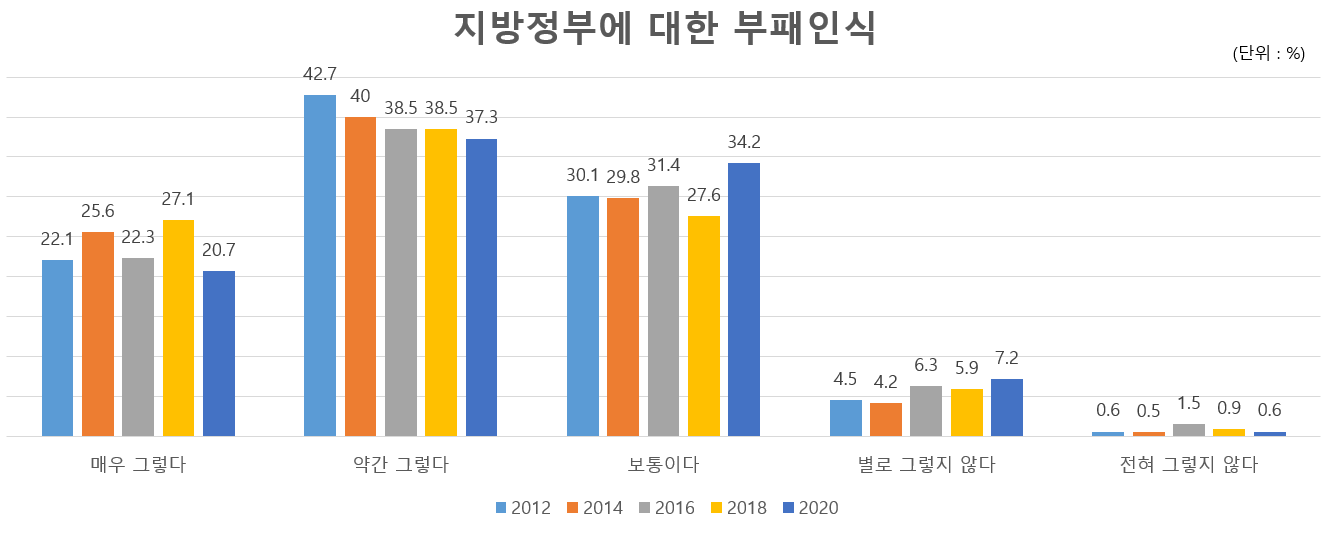 지방정부에 대한 부패인식
(단위 : %)
22.1 25.6 22.3 27.1 20.7
42.7 40 38.5 38.5 37.3
30.1 29.8 31.4 27.6 34.2
4.5 4.2 6.3 5.9 7.2
0.6 0.5 1.5 0.9 0.6
매우 그렇다 약간 그렇다 보통이다 별로 그렇지 않다 전혀 그렇지 않다
2012 2014 2016 2018 2020